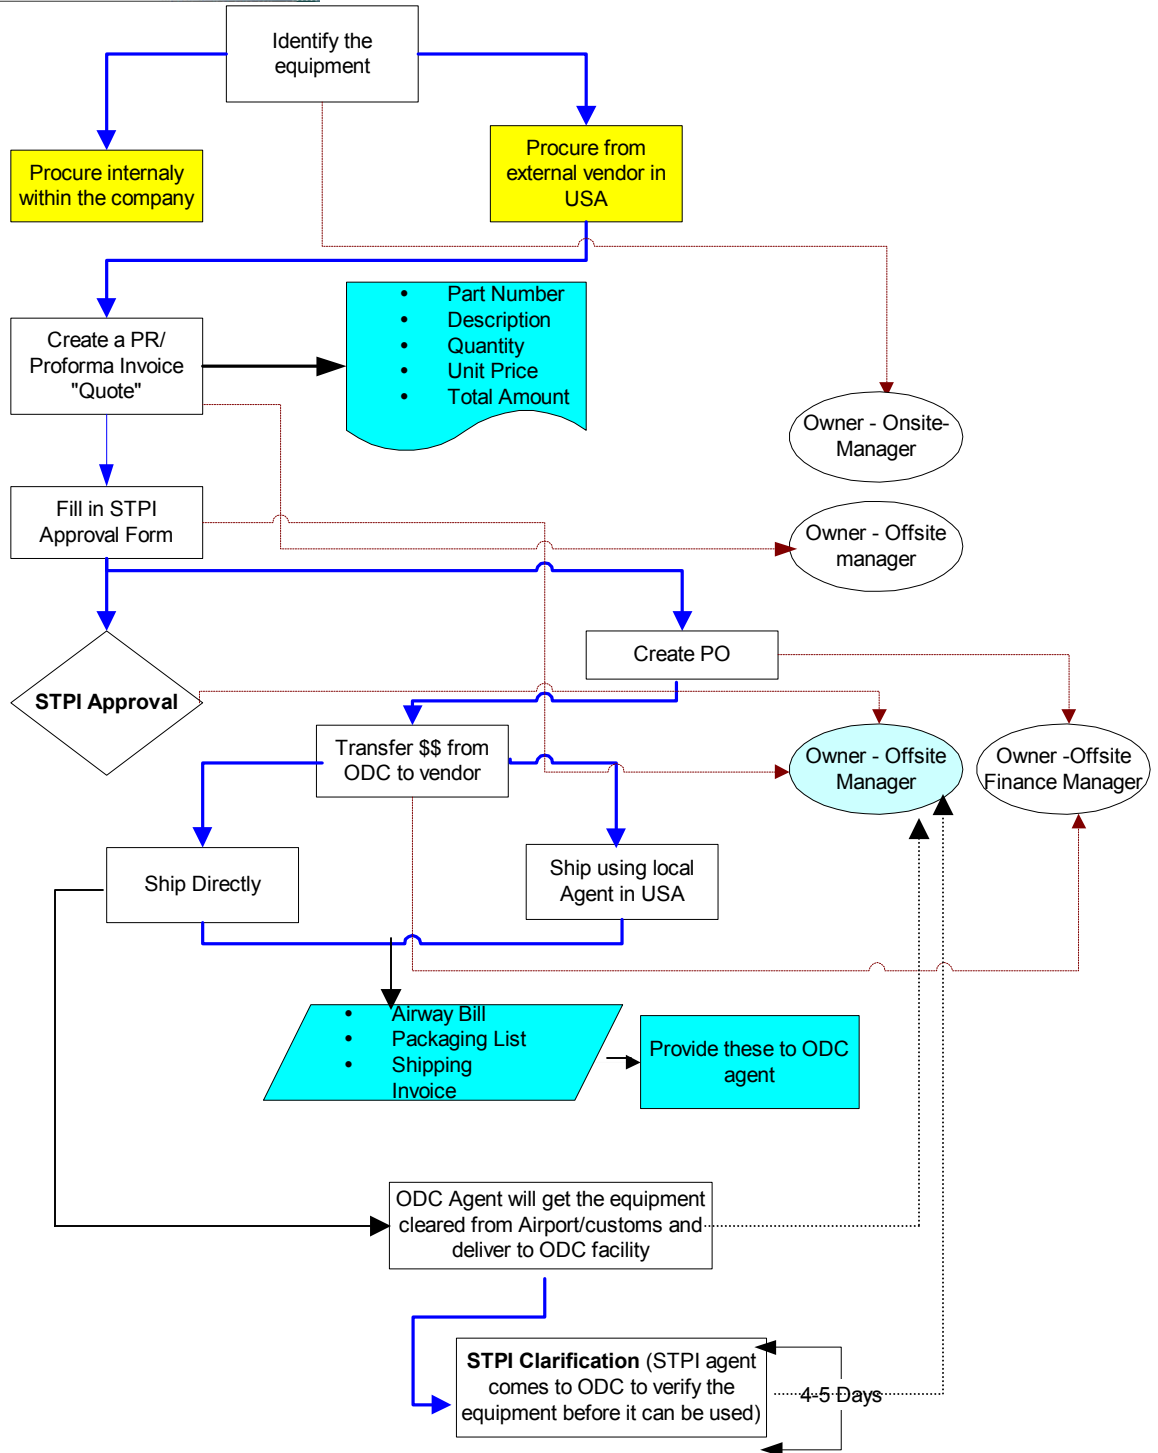 Identify the
equipment
Procure internaly
within the company
Procure from
external vendor in
USA
Create a PR/
Proforma Invoice
"Quote"
• Part Number
• Description
• Quantity
• Unit Price
• Total Amount
Owner - Onsite-
Manager
Fill in STPI
Approval Form
Owner - Offsite
manager
Create PO
STPI Approval
Transfer $$ from
ODC to vendor
Owner - Offsite
Manager
Owner -Offsite
Finance Manager
Ship Directly
Ship using local
Agent in USA
• Airway Bill
• Packaging List
• Shipping
Invoice
Provide these to ODC
agent
ODC Agent will get the equipment
cleared from Airport/customs and
deliver to ODC facility
STPI Clarification (STPI agent
comes to ODC to verify the
equipment before it can be used)
4-5 Days